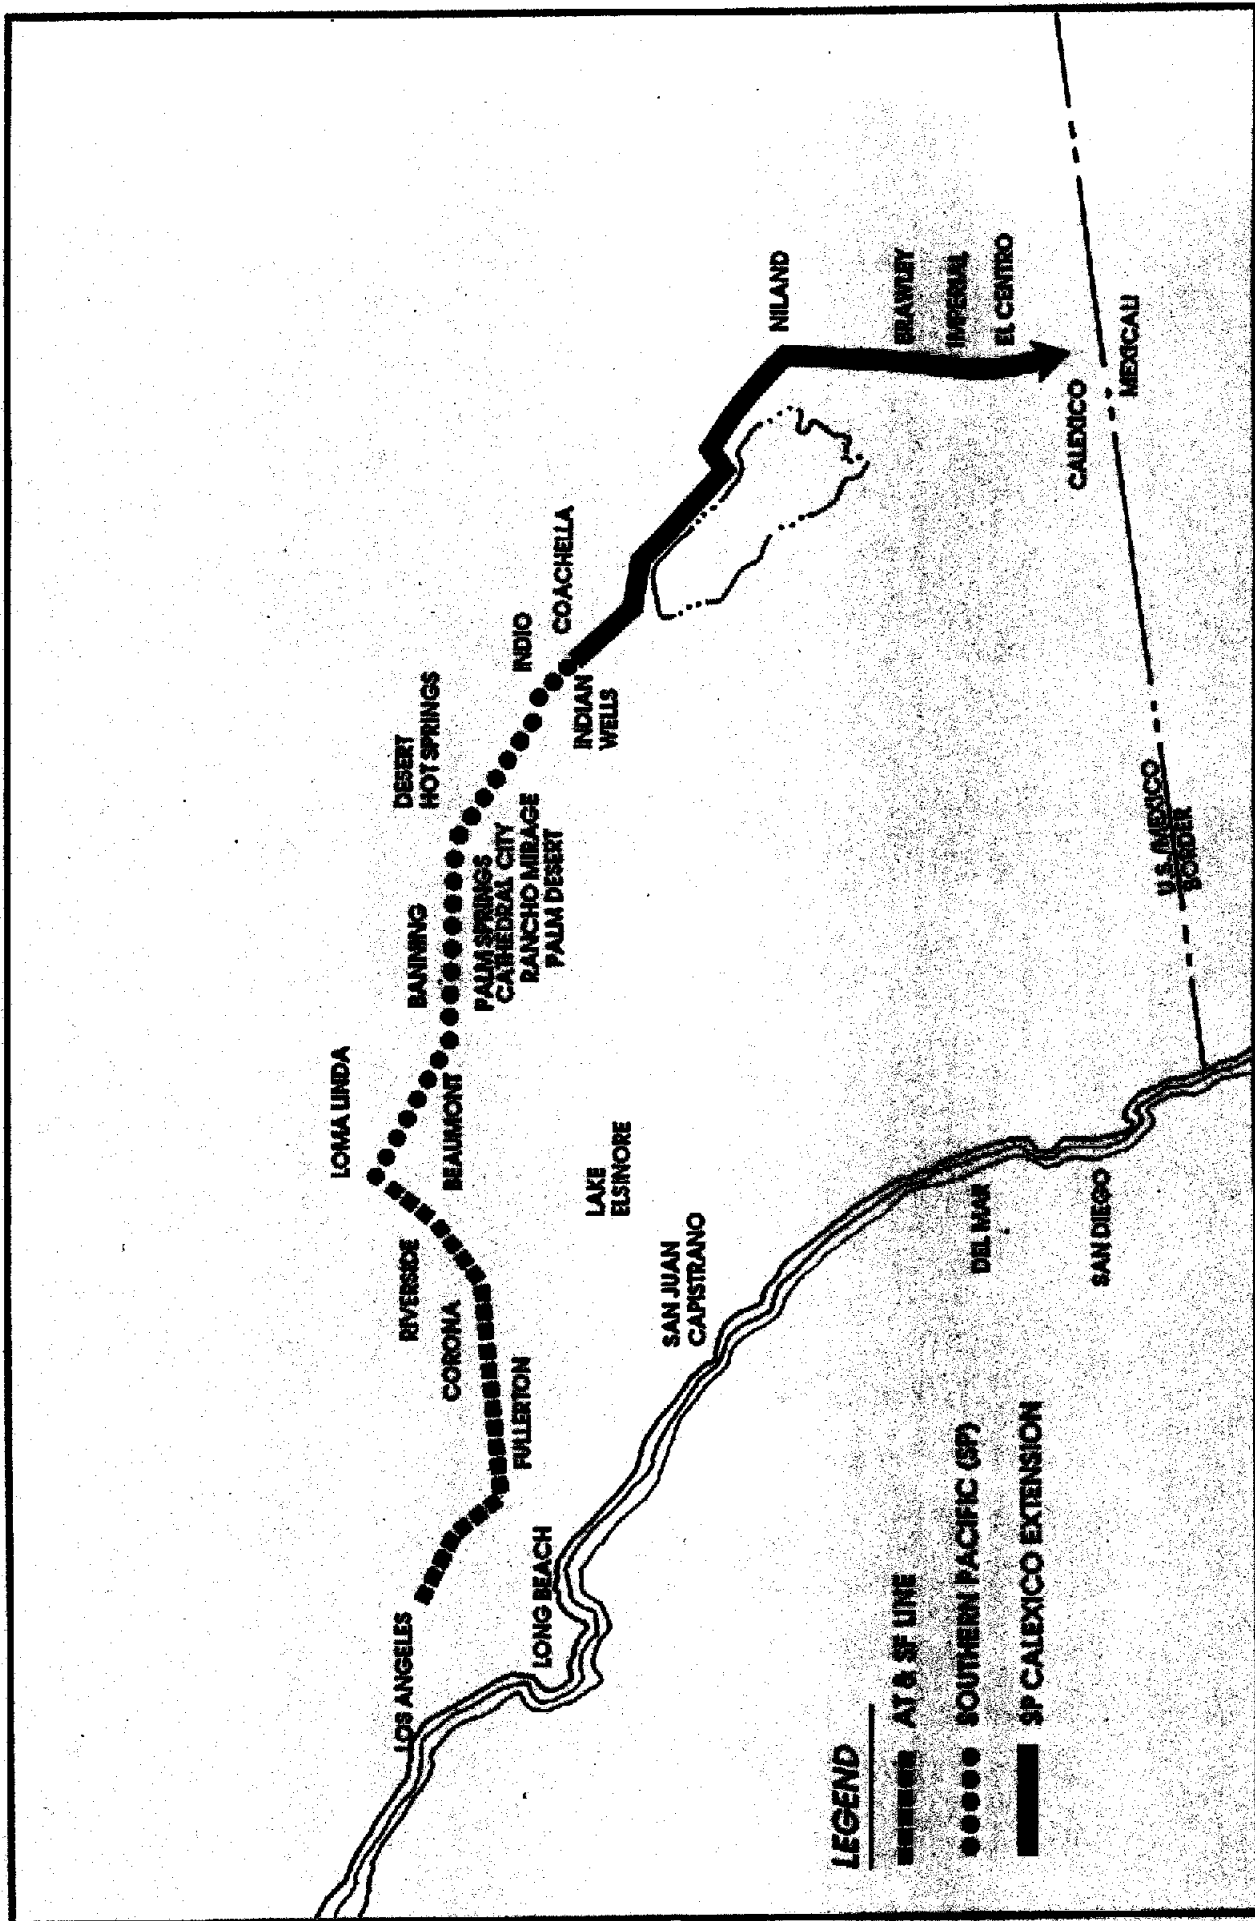 LOS ANGELES
LONG BEACH
FULLERTON
CORONA
RIVERSIDE
LOMA LINDA
BEAUMONT
BANNING
PALM SPRINGS
CATHEDRAL CITY
RANCHO MIRAGE
PALM DESERT
DESERT
HOT SPRINGS
INDIAN
WELLS
INDIO
COACHELLA
LAKE
ELSINORE
SAN JUAN
CAPISTRANO
DEL MAR
SAN DIEGO
NILAND
BRAWLEY
IMPERIAL
EL CENTRO
CALEXICO
MEXICALI
U.S./MEXICO
BORDER
LEGEND
AT & SF LINE
SOUTHERN PACIFIC (SP)
SP CALEXICO EXTENSION